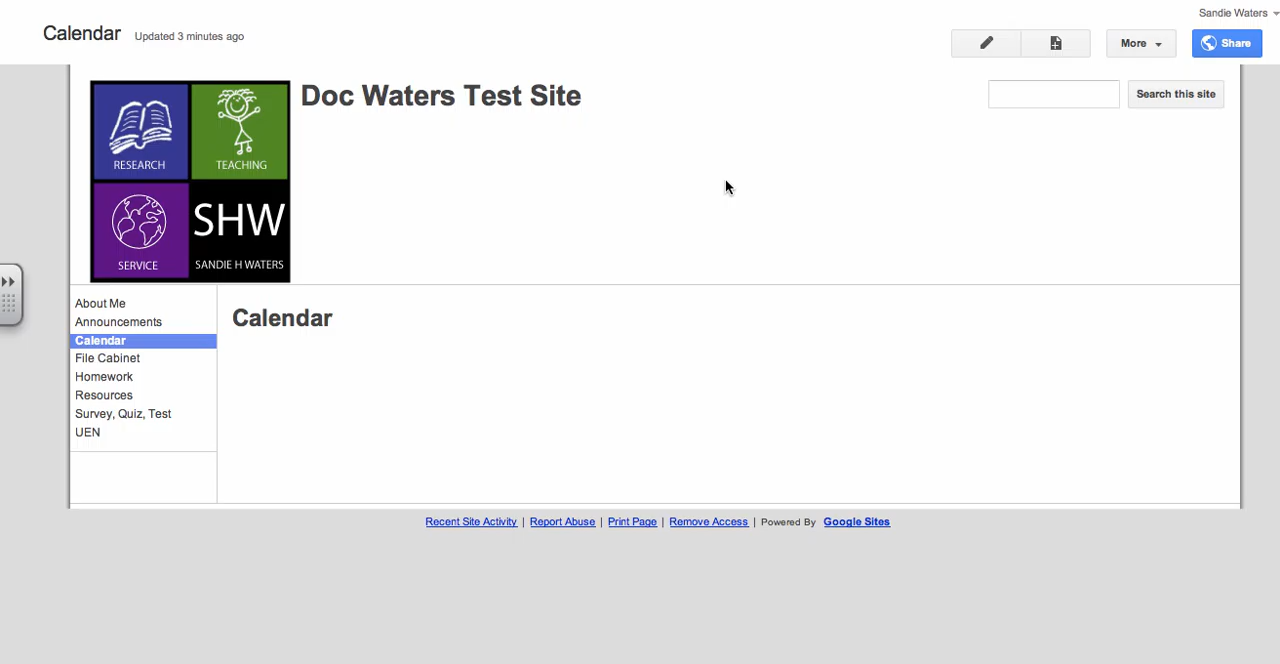 Sandie Waters
Calendar Updated 3 minutes ago
More
Share
Doc Waters Test Site
Search this site
RESEARCH
TEACHING
SERVICE
SHW
SANDIE H WATERS
About Me
Announcements
Calendar
File Cabinet
Homework
Resources
Survey, Quiz, Test
UEN
Calendar
Recent Site Activity | Report Abuse | Print Page | Remove Access | Powered By Google Sites